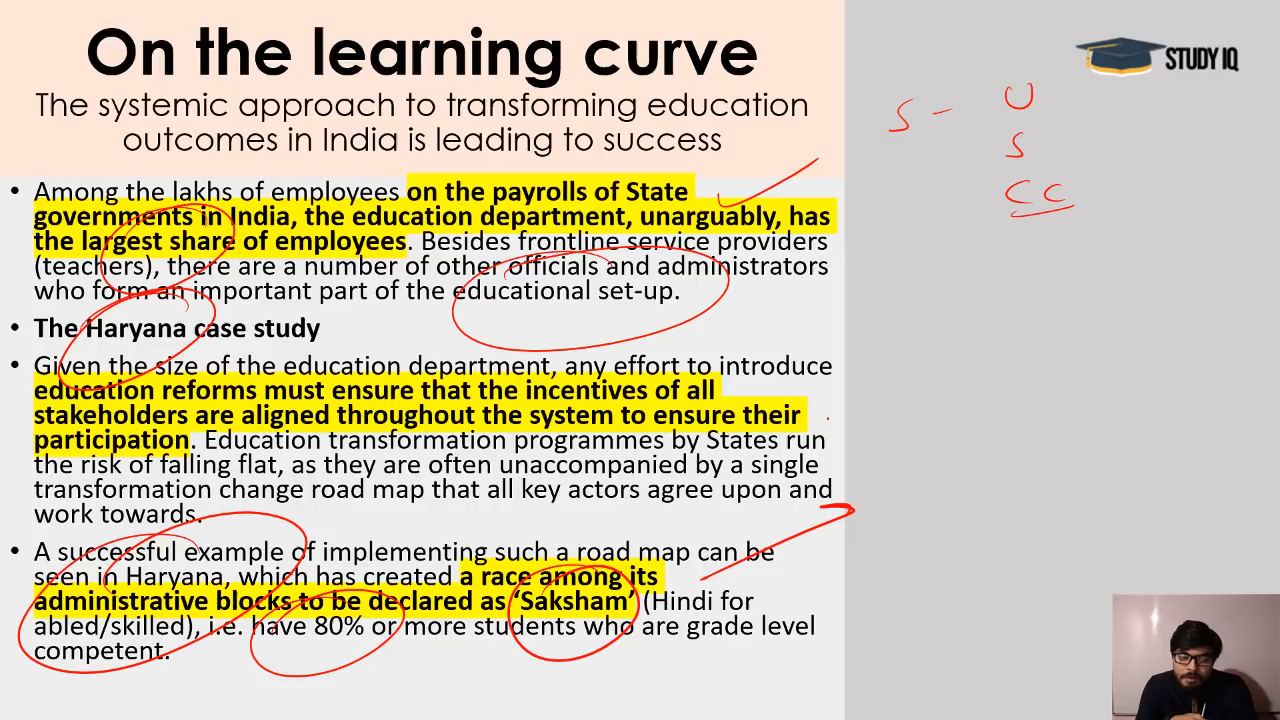 On the learning curve
The systemic approach to transforming education
outcomes in India is leading to success
• Among the lakhs of employees on the payrolls of State
governments in India, the education department, unarguably, has
the largest share of employees. Besides frontline service providers
(teachers), there are a number of other officials and administrators
who form an important part of the educational set-up.
• The Haryana case study
• Given the size of the education department, any effort to introduce
education reforms must ensure that the incentives of all
stakeholders are aligned throughout the system to ensure their
participation. Education transformation programmes by States run
the risk of falling flat, as they are often unaccompanied by a single
transformation change road map that all key actors agree upon and
work towards.
• A successful example of implementing such a road map can be
seen in Haryana, which has created a race among its
administrative blocks to be declared as ‘Saksham’ (Hindi for
abled/skilled), i.e. have 80% or more students who are grade level
competent.
STUDY IQ
S - U
S
CC